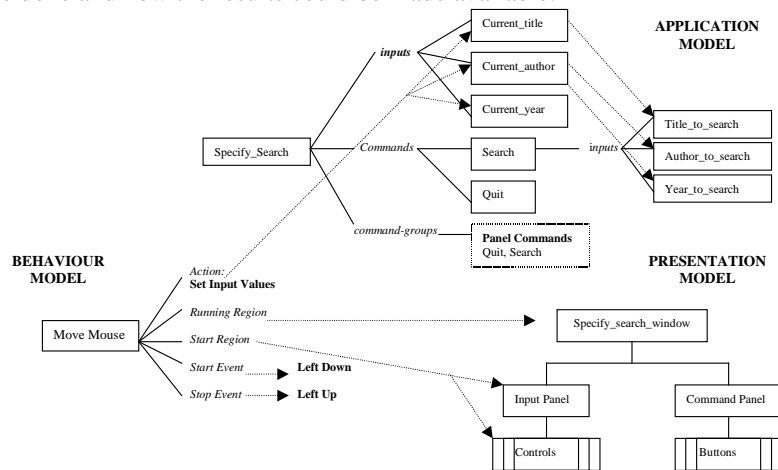 Current_title
APPLICATION
MODEL
inputs
Current_author
Current_year
Title_to_search
Specify_Search
Commands
Search
inputs
Author_to_search
Quit
Year_to_search
command-groups
Panel Commands
Quit, Search
BEHAVIOUR
MODEL
PRESENTATION
MODEL
Action:
Set Input Values
Running Region
Specify_search_window
Move Mouse
Start Region
Start Event
Left Down
Stop Event
Left Up
Input Panel
Command Panel
Controls
Buttons